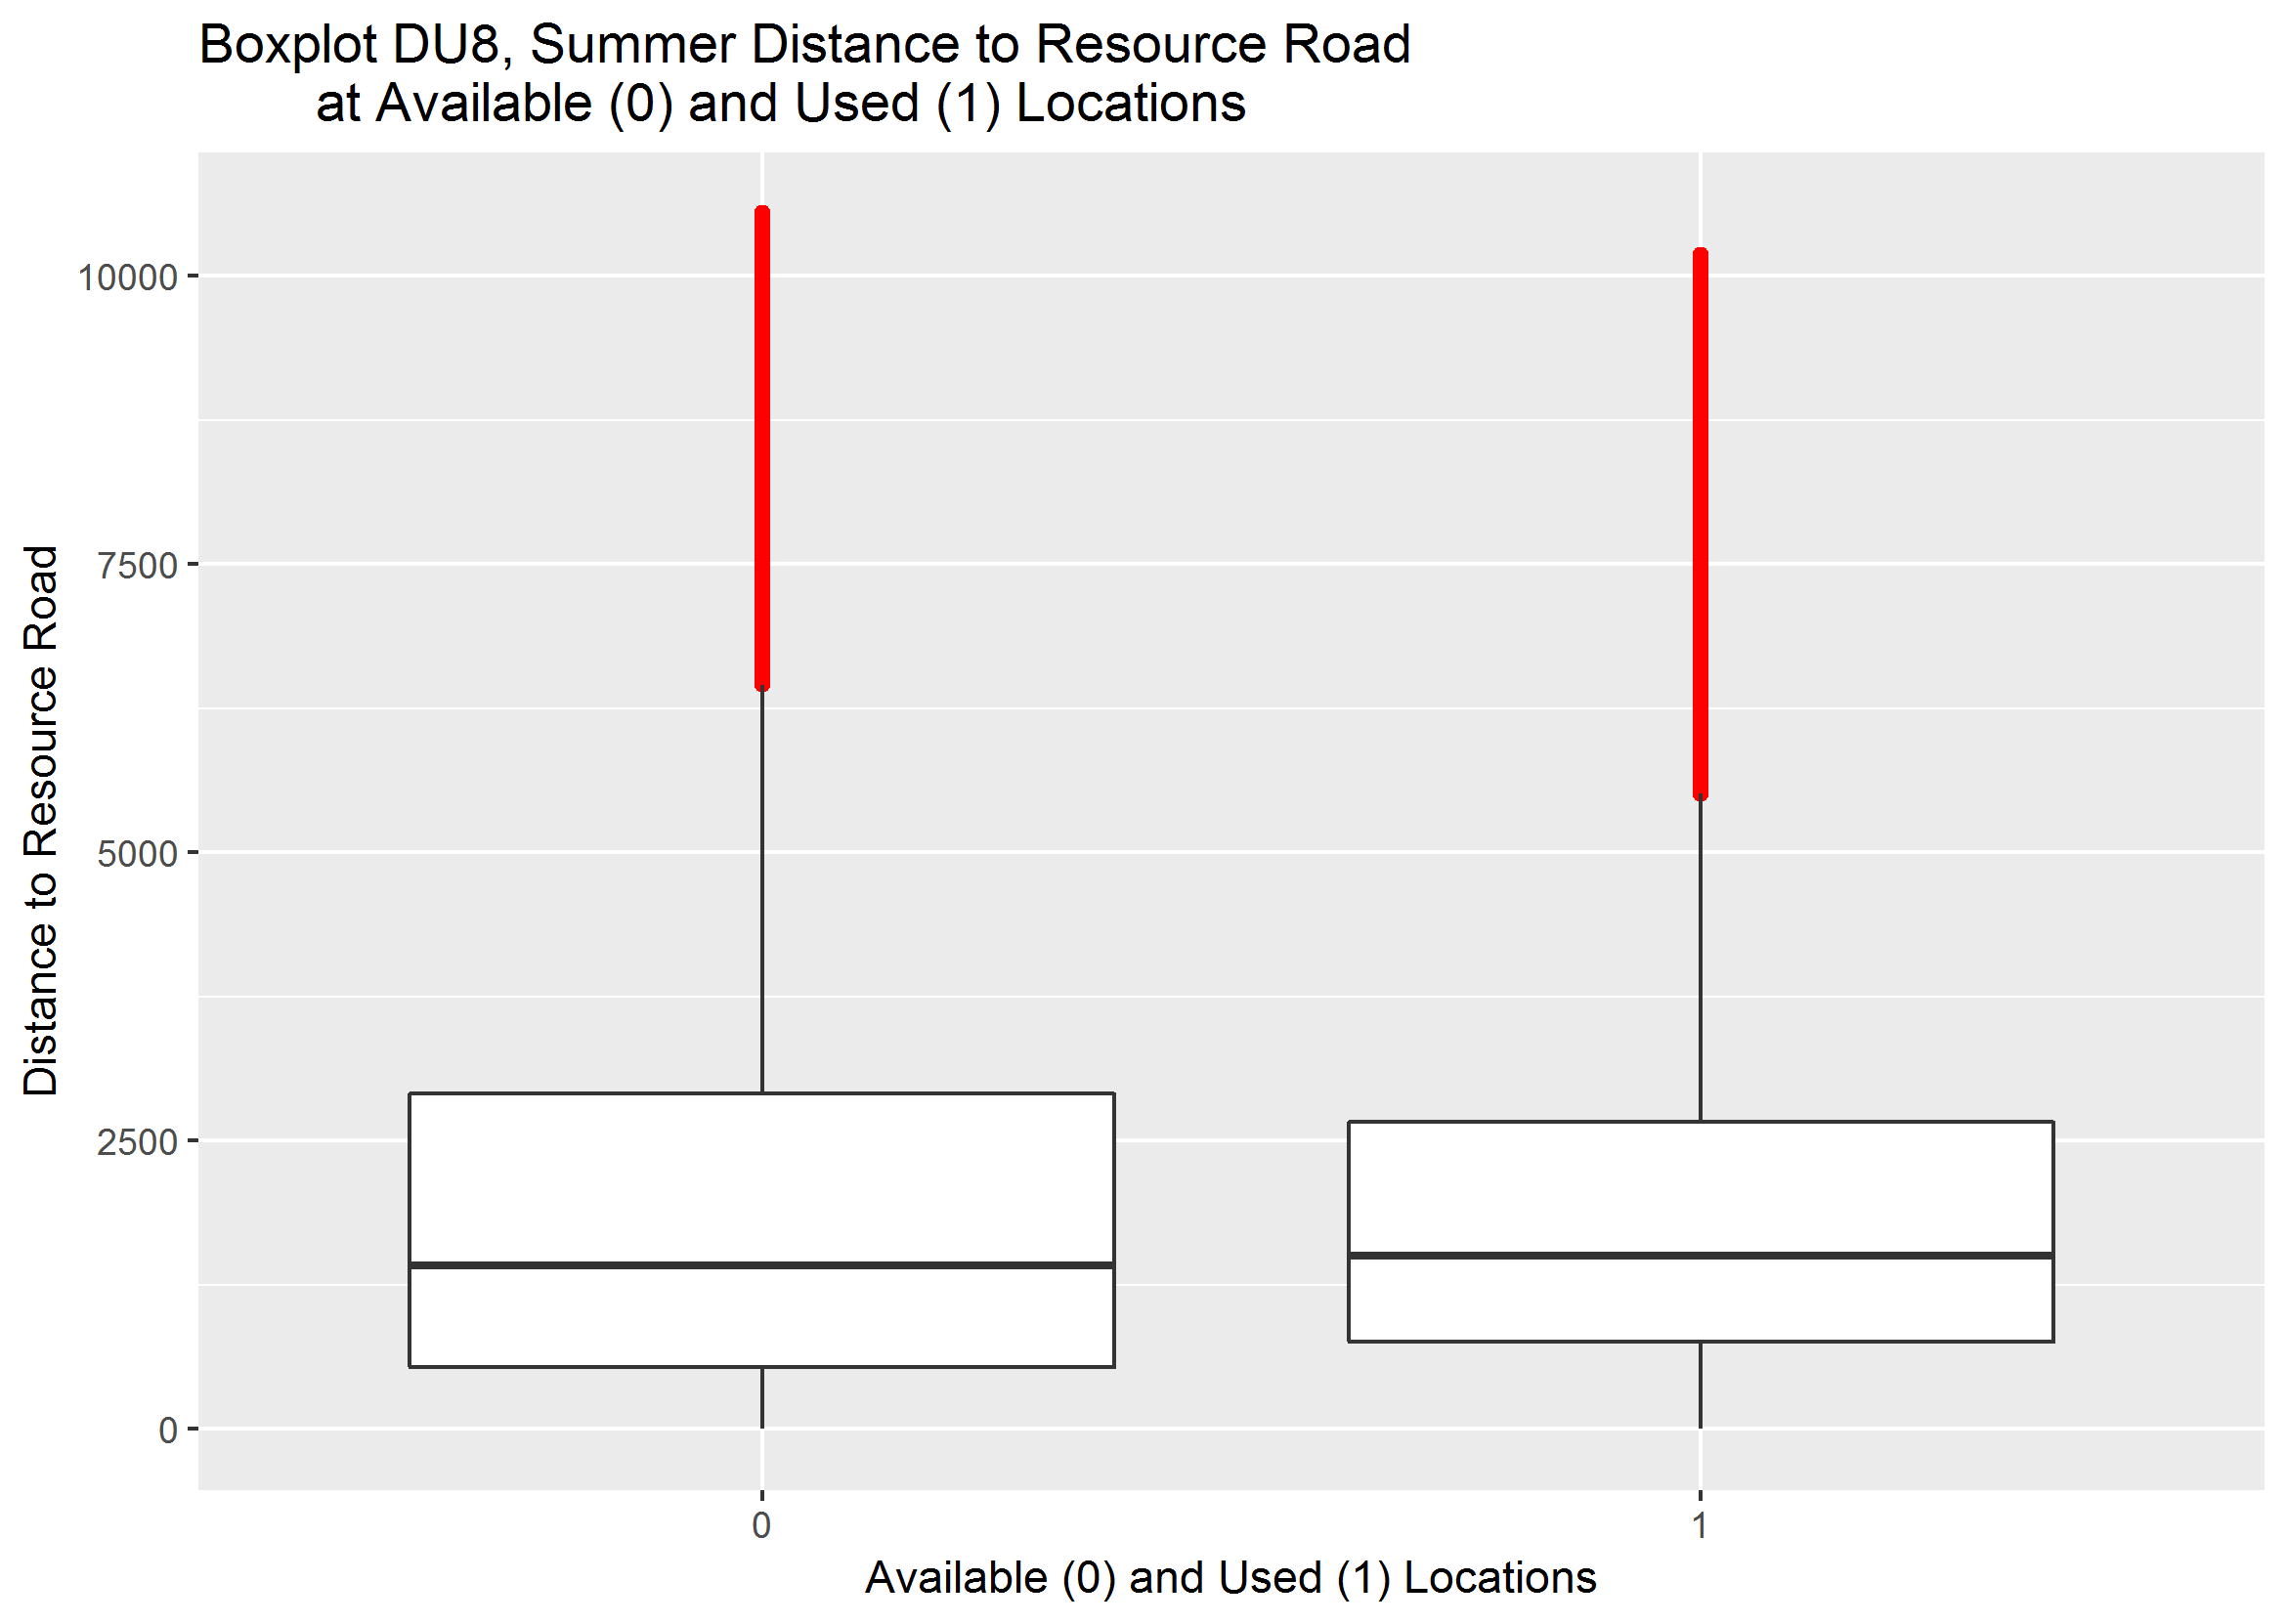 Boxplot DU8, Summer Distance to Resource Road
at Available (0) and Used (1) Locations
Distance to Resource Road
10000
7500
5000
2500
0
0
1
Available (0) and Used (1) Locations